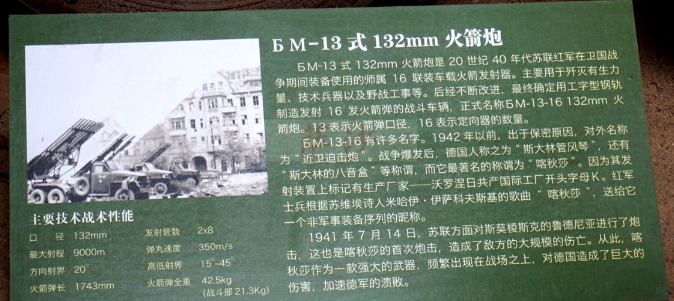 БM-13 式 132mm 火箭炮
БM-13 式 132mm 火箭炮是 20 世纪 40 年代苏联红军在卫国战
争期间装备使用的师属 16 联装车载火箭发射器。主要用于歼灭有生力
量、技术兵器以及野战工事等。后经不断改进、最终确定用工字型钢轨
制造发射 16 发火箭弹的战斗车辆，正式名称БM-13-16 132mm 火
箭炮。13 表示火箭弹口径，16 表示定向器的数量。
БM-13-16 有许多名字。1942 年以前，出于保密原因，对外名称
为“近卫迫击炮”。战争爆发后，德国人称之为“斯大林管风琴”，还有
“斯大林的八音盒”等称谓，而它最著名的称谓为“喀秋莎”。因为其发
射装置上标记有生产厂家——沃罗涅日共产国际工厂开头字母K。红军
士兵根据苏维埃诗人米哈伊·伊萨科夫斯基的歌曲“喀秋莎”，送给它
一个非军事装备序列的昵称。
1941 年 7 月 14 日，苏联方面对斯莫棱斯克的鲁德尼亚进行了炮
击，这也是喀秋莎的首次炮击，造成了敌方的大规模的伤亡。从此，喀
秋莎作为一款强大的武器，频繁出现在战场之上，对德国造成了巨大的
伤害，加速德军的溃败。
主要技术战术性能
口 径 132mm 发射管数 2x8
最大射程 9000m 弹丸速度 350m/s
方向射界 20° 高低射界 15°~45°
火箭弹长 1743mm 火箭弹全重 42.5kg
(战斗部 21.3Kg)